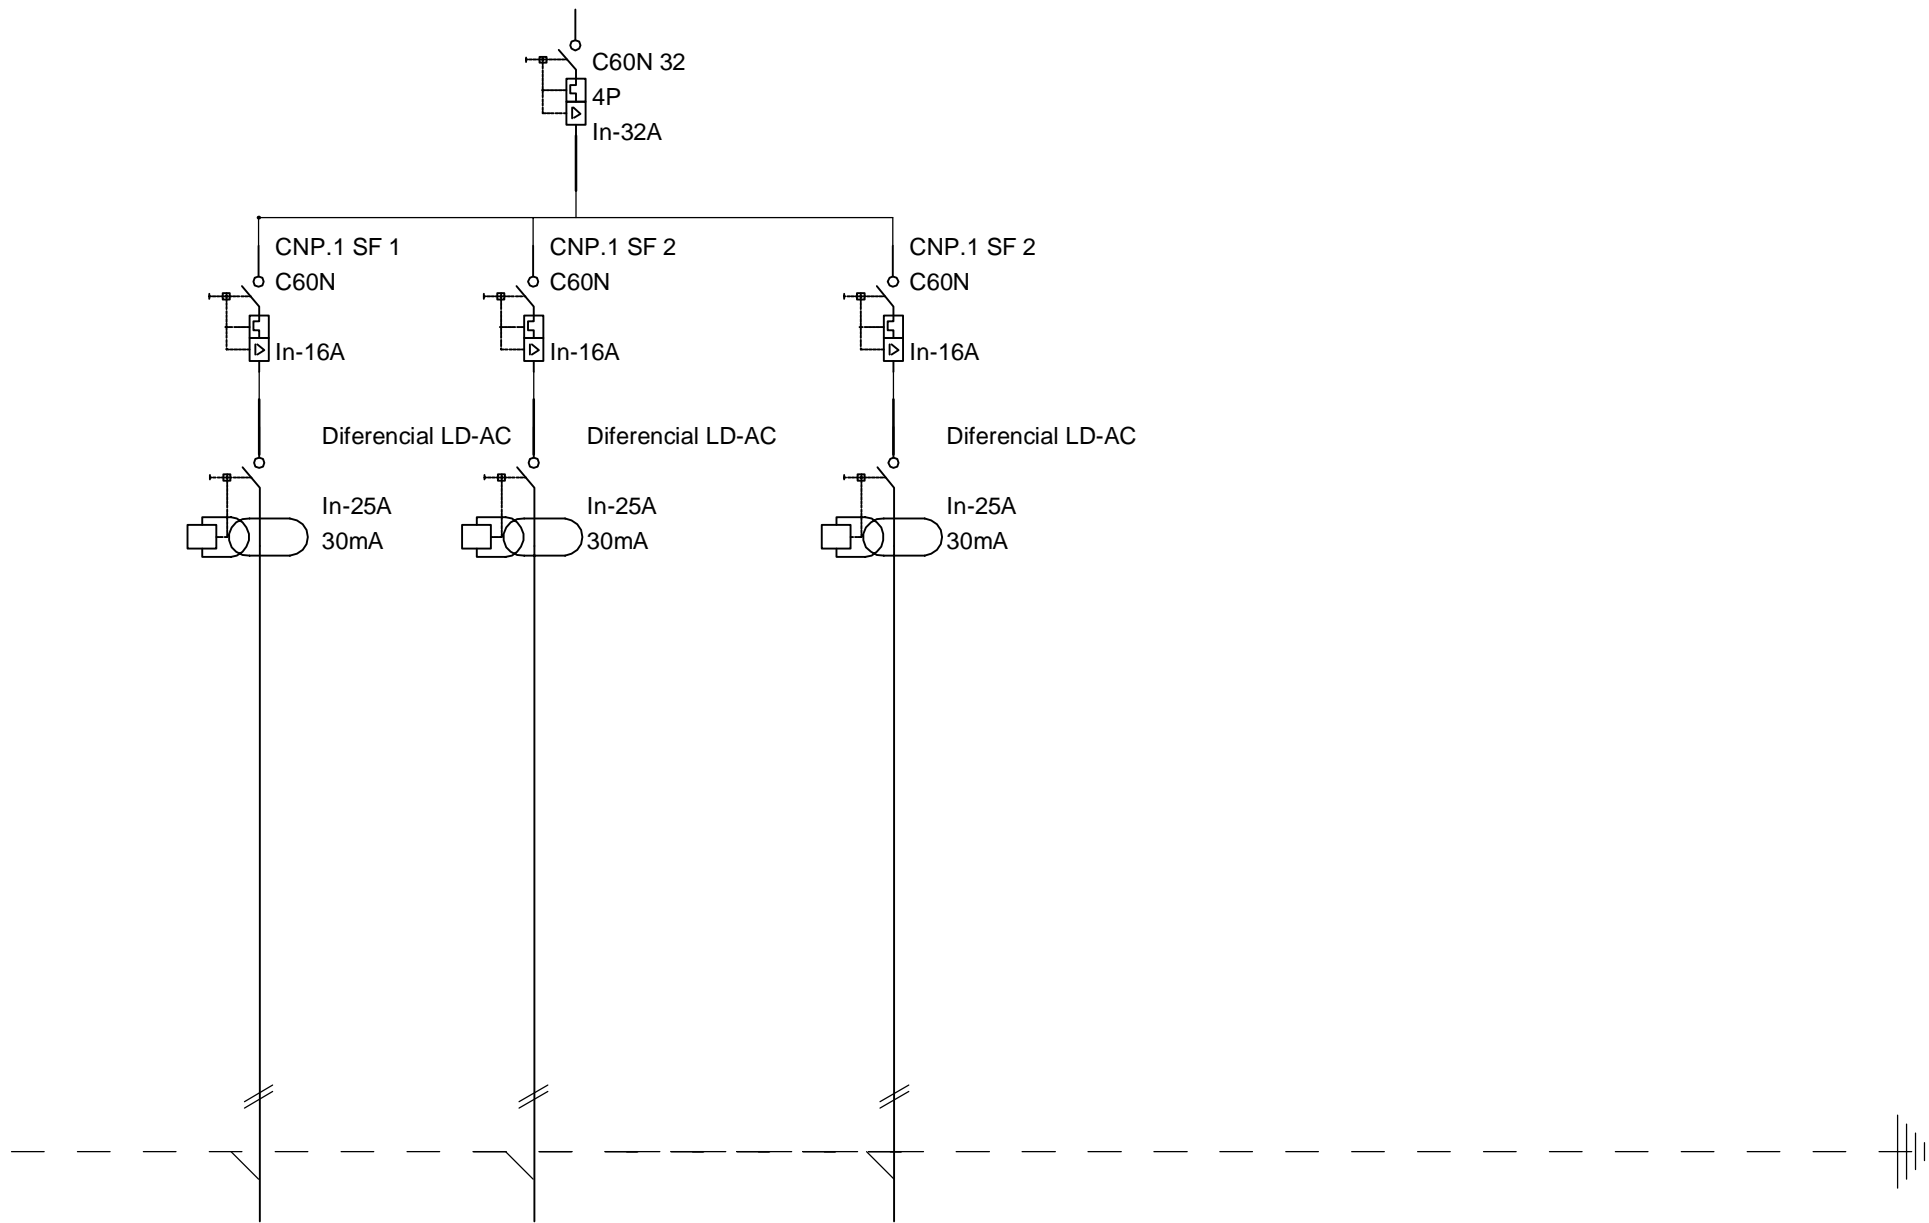 C60N 32
4P
In-32A
CNP.1 SF 1
C60N
In-16A
CNP.1 SF 2
C60N
In-16A
CNP.1 SF 2
C60N
In-16A
Diferencial LD-AC
In-25A
30mA
Diferencial LD-AC
In-25A
30mA
Diferencial LD-AC
In-25A
30mA